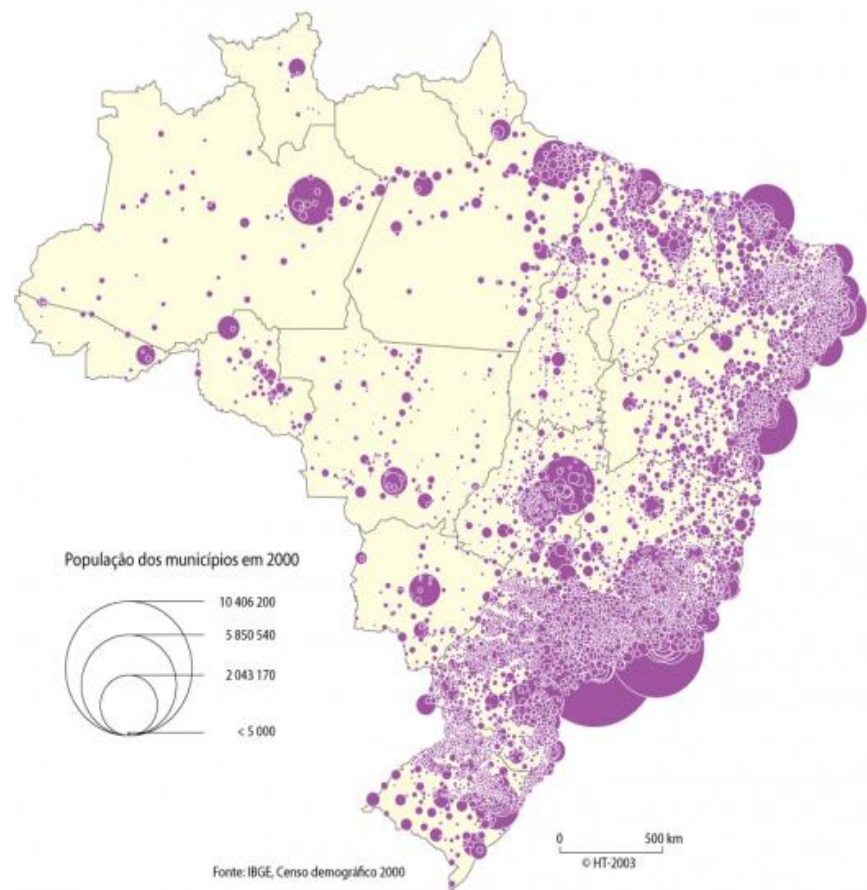 População dos municípios em 2000
10 406 200
5 850 540
2 043 170
< 5 000
0 500 km
© HT-2003
Fonte: IBGE, Censo demográfico 2000